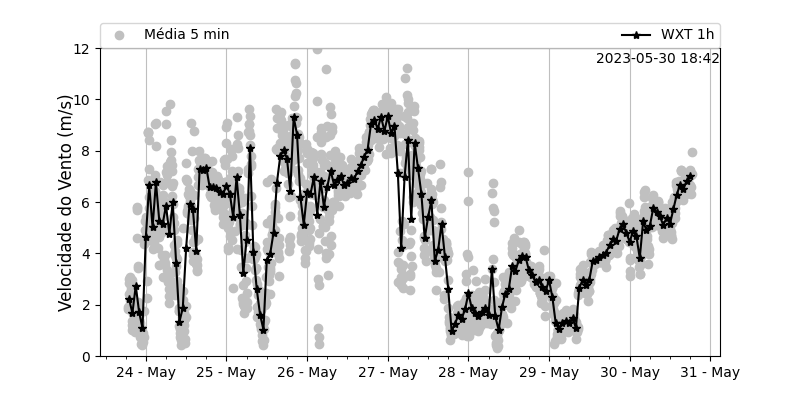 Média 5 min
WXT 1h
2023-05-30 18:42
Velocidade do Vento (m/s)
12
10
8
6
4
2
0
24 - May 25 - May 26 - May 27 - May 28 - May 29 - May 30 - May 31 - May